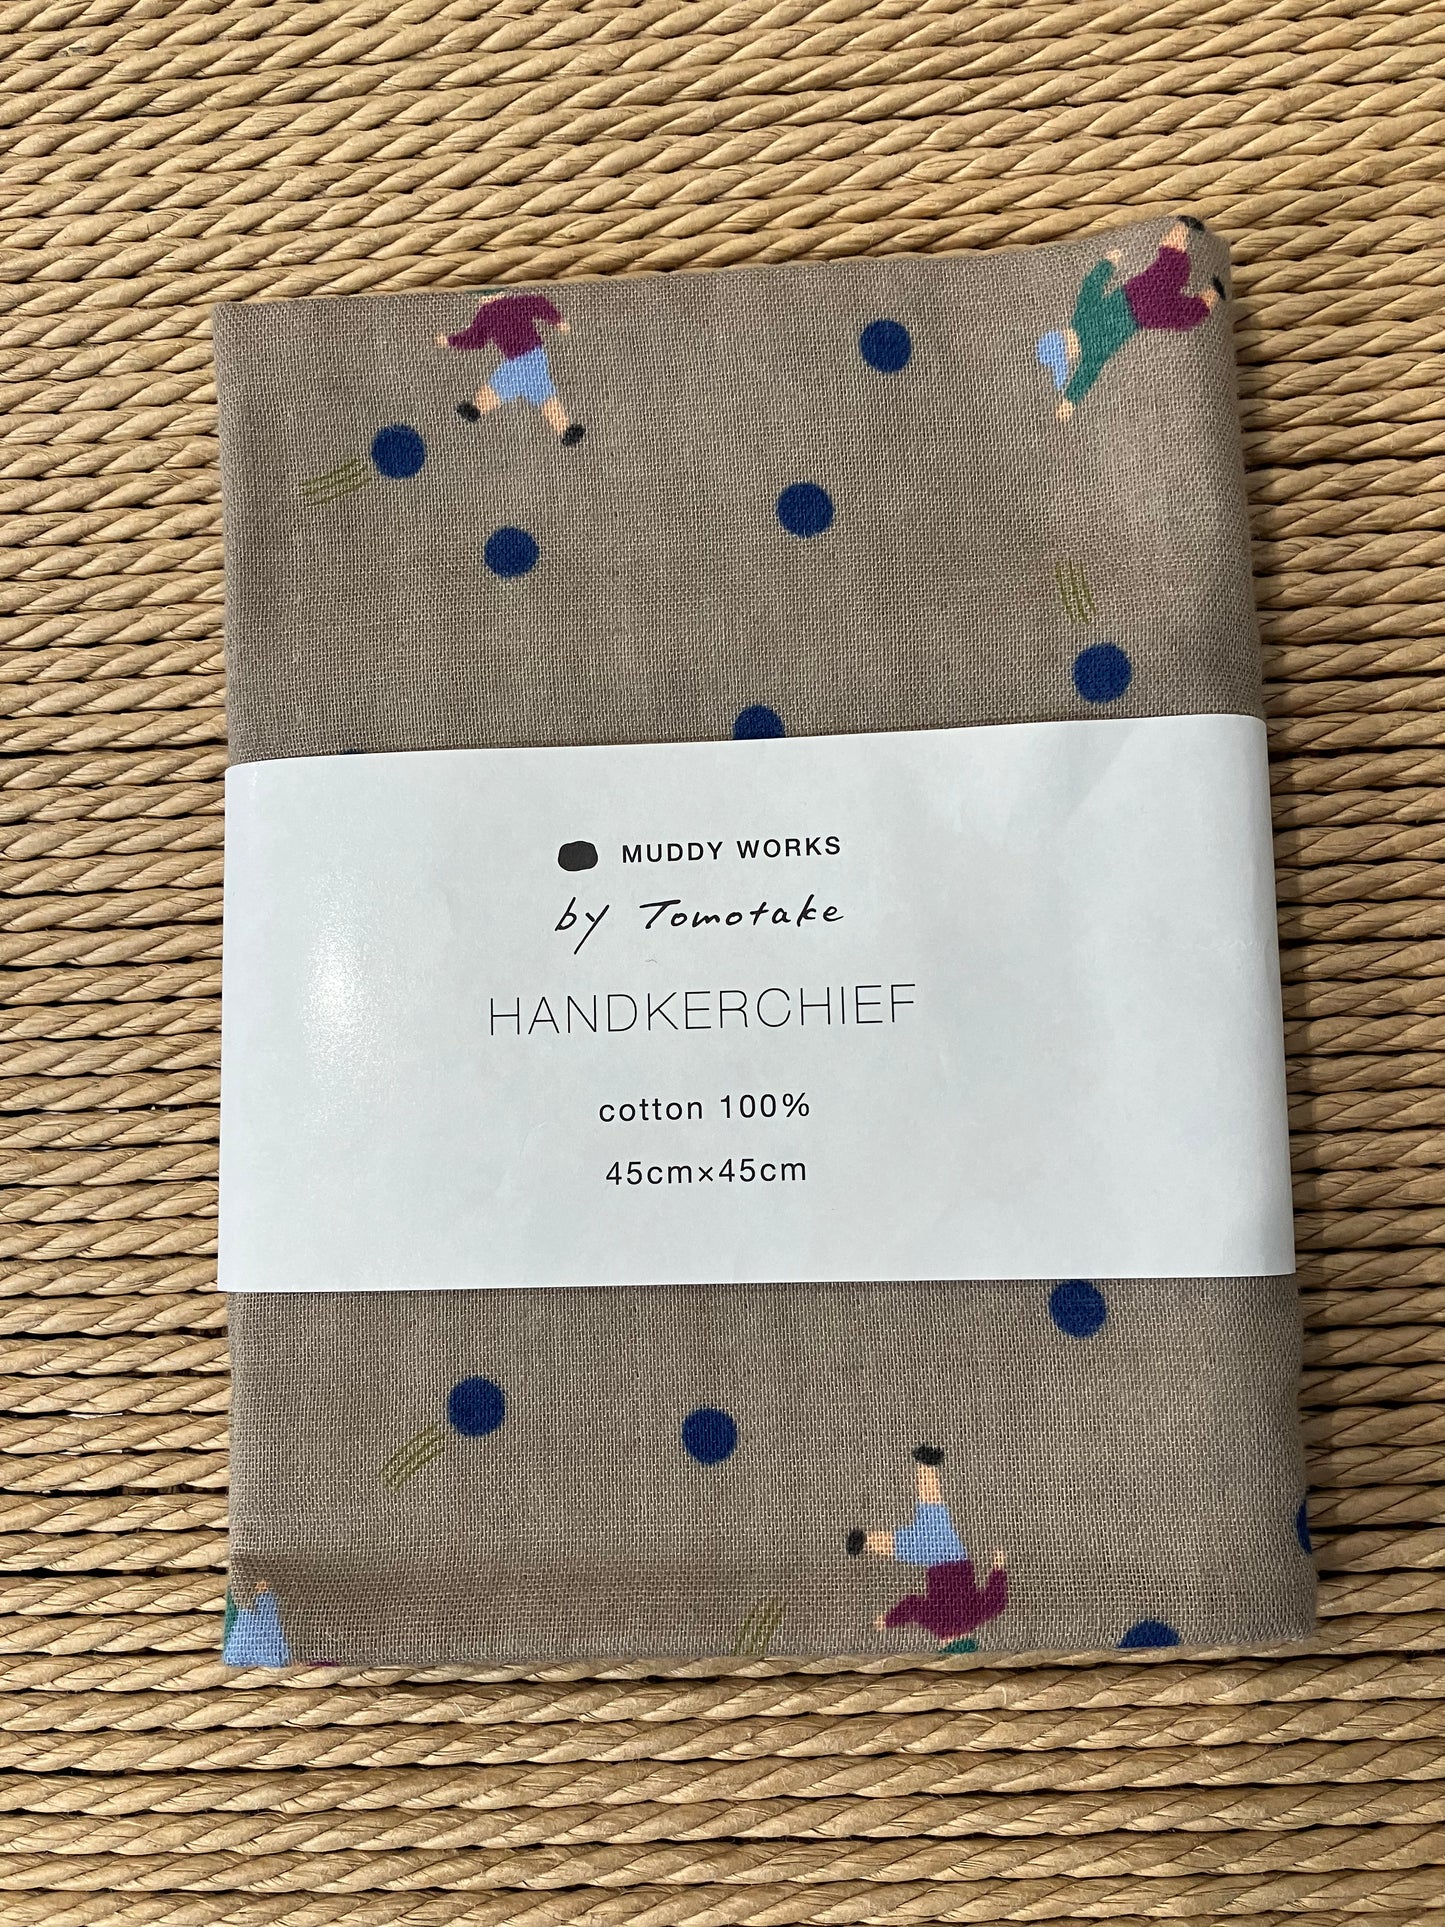 MUDDY WORKS
by Tomotake
HANDKERCHIEF
cotton 100%
45cm×45cm